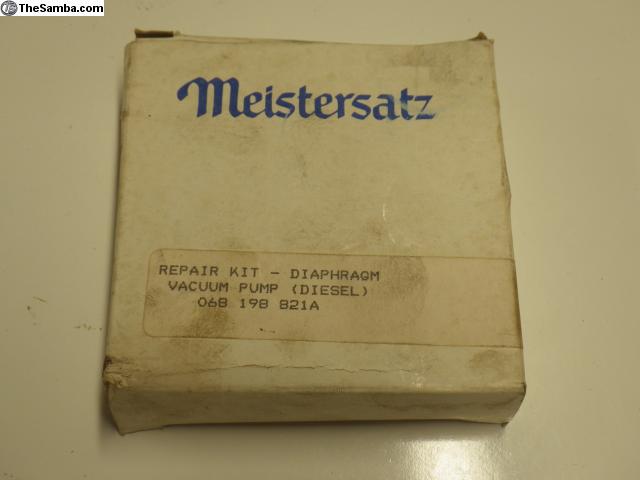 © TheSamba.com
Meistersatz
REPAIR KIT - DIAPHRAGM
VACUUM PUMP (DIESEL)
068 198 821A